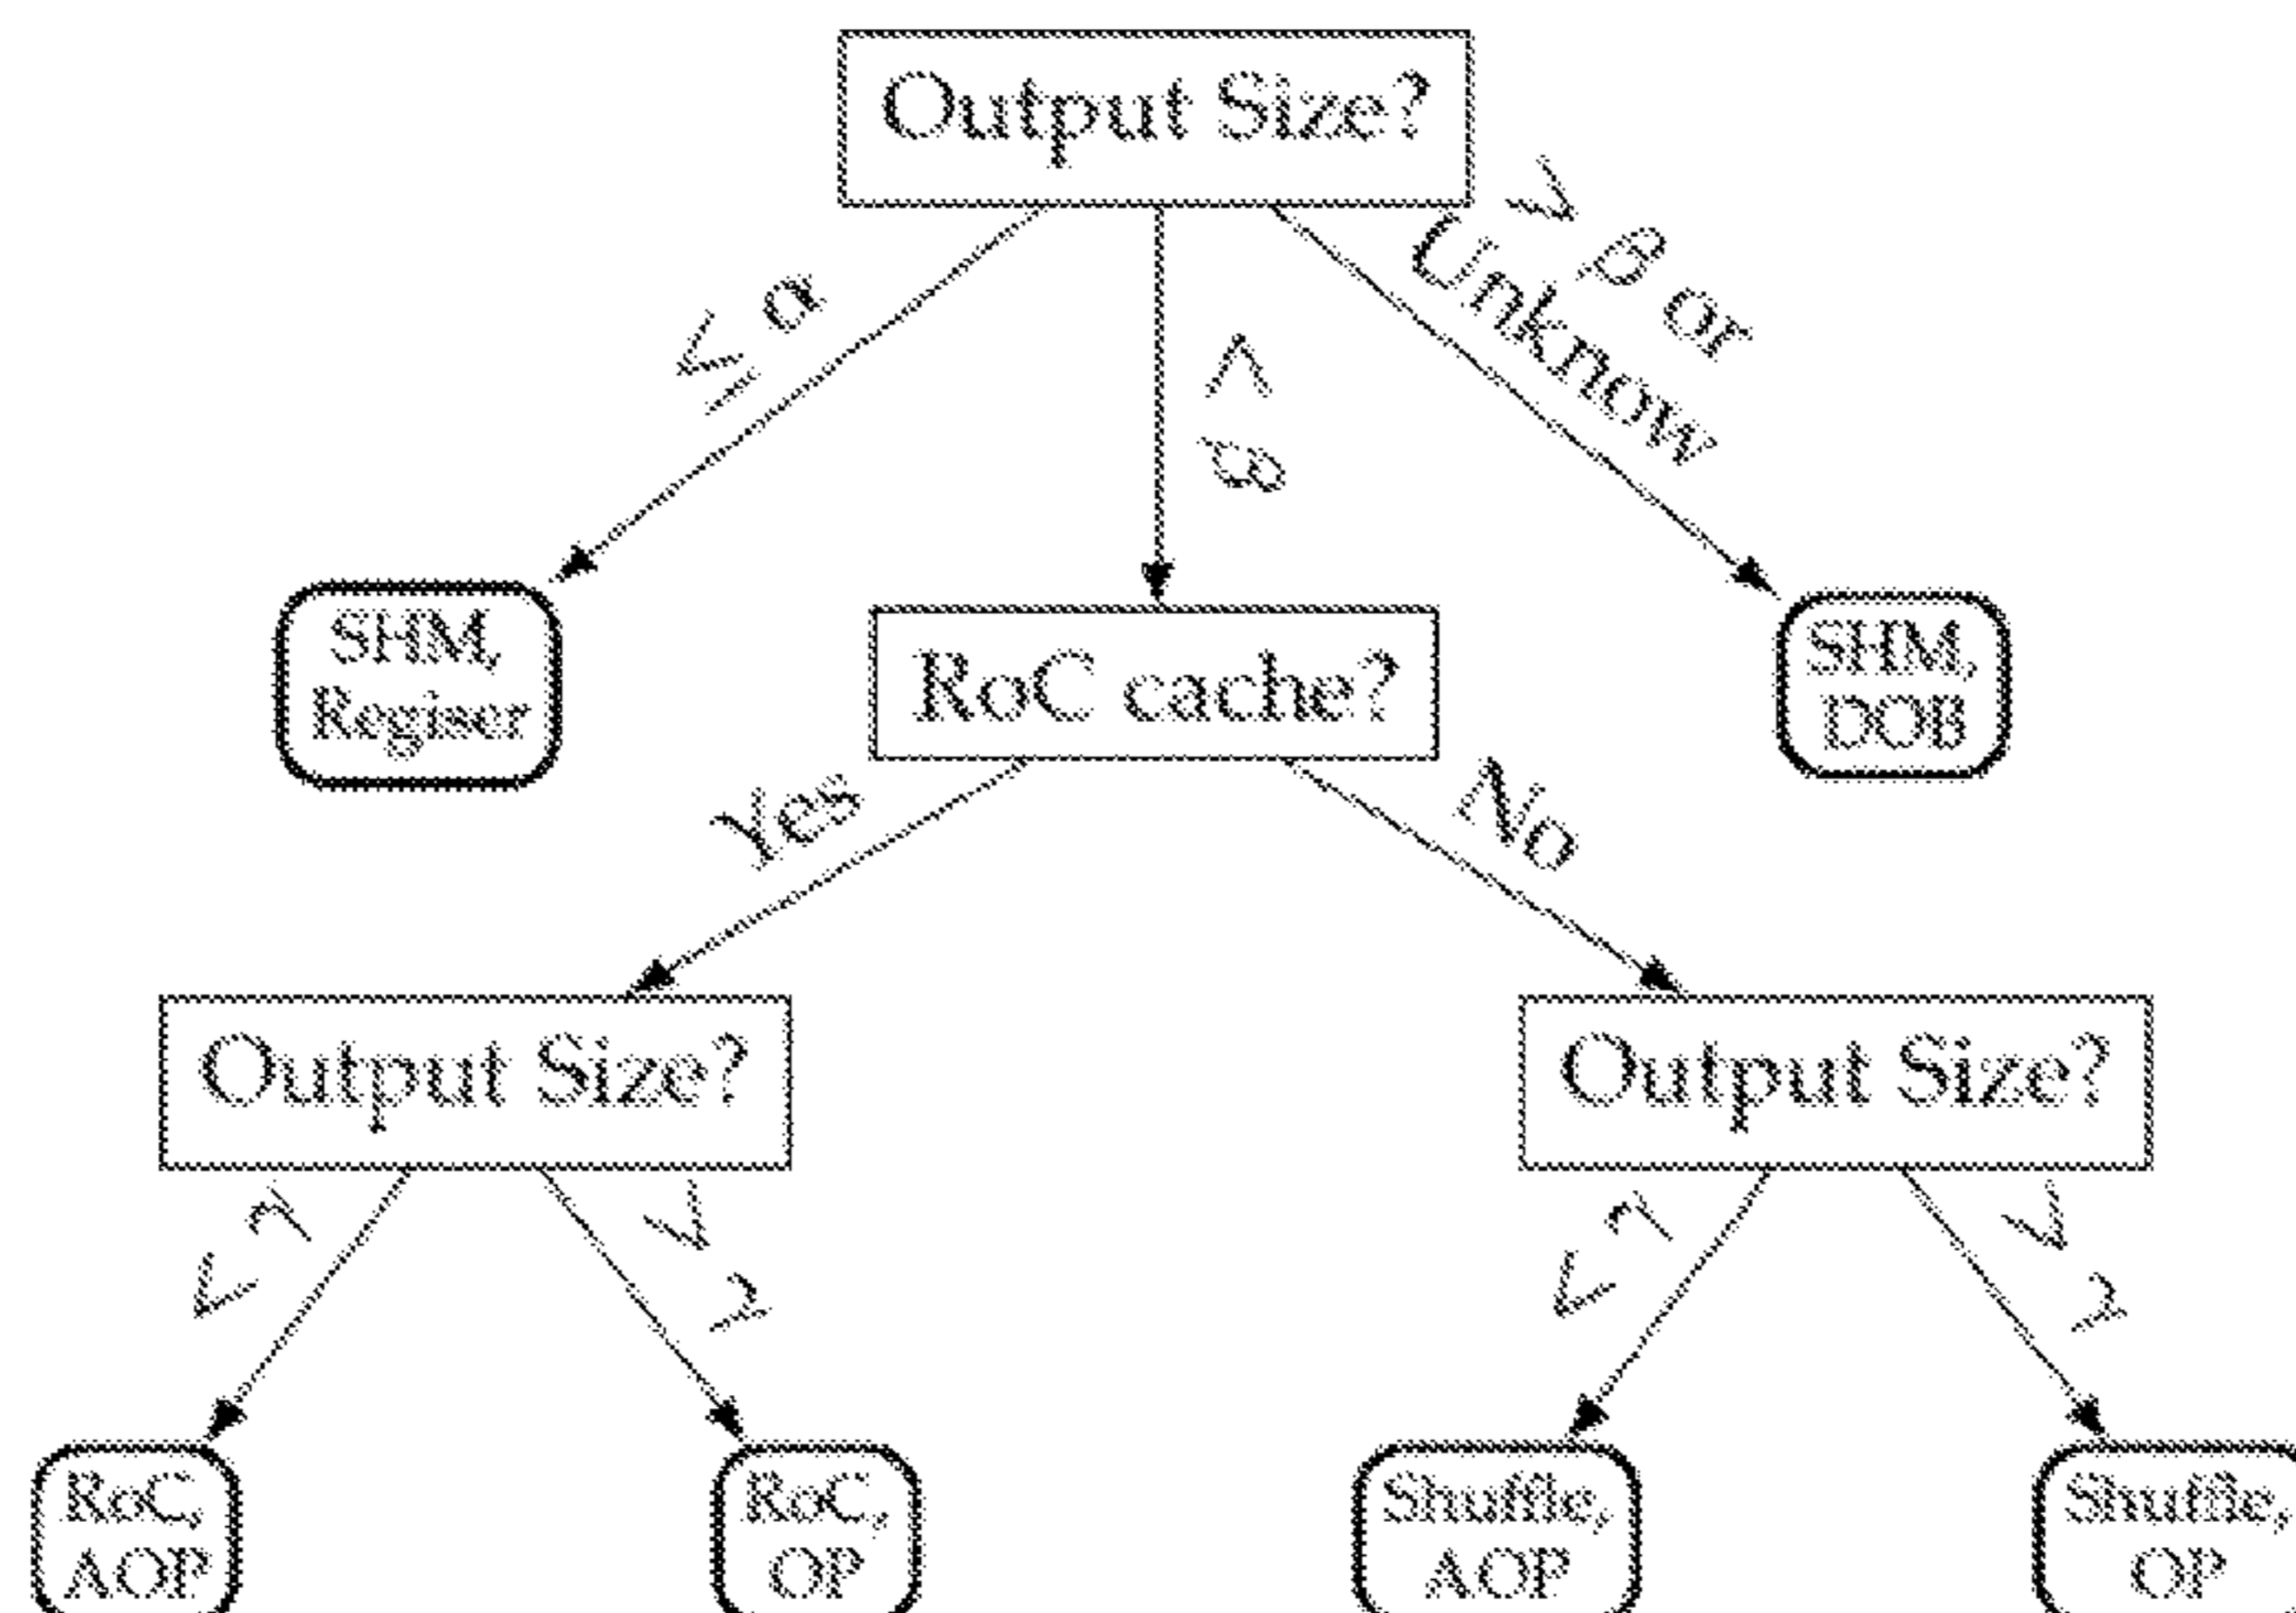 Output Size?
≤ α
< β
> β or
Unknow
SHM,
Regiser
RoC cache?
SHM,
DOB
Yes
No
Output Size?
Output Size?
< γ
> γ
< γ
> γ
RoC,
AOP
RoC,
OP
Shuffle,
AOP
Shuffle,
OP